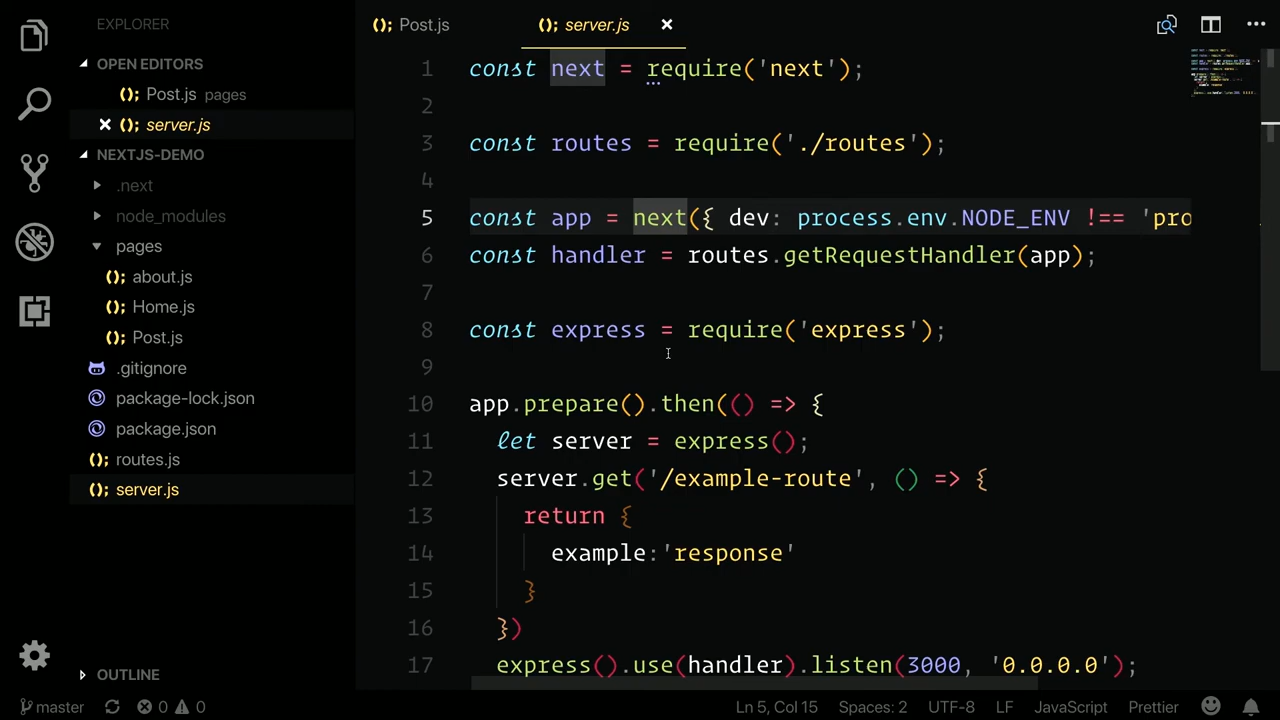 EXPLORER
OPEN EDITORS
Post.js pages
server.js
NEXTJS-DEMO
.next
node_modules
pages
about.js
Home.js
Post.js
.gitignore
package-lock.json
package.json
routes.js
server.js
OUTLINE
Post.js server.js
1 const next = require('next');
2
3 const routes = require('./routes');
4
5 const app = next({ dev: process.env.NODE_ENV !== 'pro
6 const handler = routes.getRequestHandler(app);
7
8 const express = require('express');
9
10 app.prepare().then(() => {
11 let server = express();
12 server.get('/example-route', () => {
13 return {
14 example:'response'
15 }
16 })
17 express().use(handler).listen(3000, '0.0.0.0');
master 0 0 Ln 5, Col 15 Spaces: 2 UTF-8 LF JavaScript Prettier